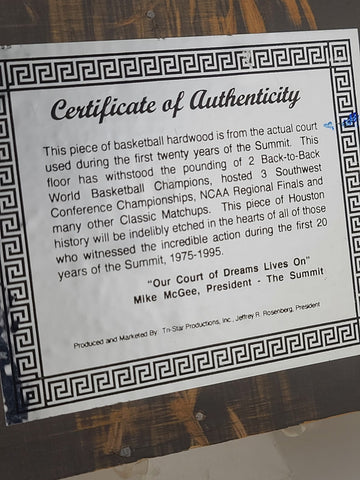 Certificate of Authenticity
This piece of basketball hardwood is from the actual court
used during the first twenty years of the Summit. This
floor has withstood the pounding of 2 Back-to-Back
World Basketball Champions, hosted 3 Southwest
Conference Championships, NCAA Regional Finals and
many other Classic Matchups. This piece of Houston
history will be indelibly etched in the hearts of all of those
who witnessed the incredible action during the first 20
years of the Summit, 1975-1995.
"Our Court of Dreams Lives On"
Mike McGee, President - The Summit
Produced and Marketed By: Tri-Star Productions, Inc., Jeffrey R. Rosenberg, President